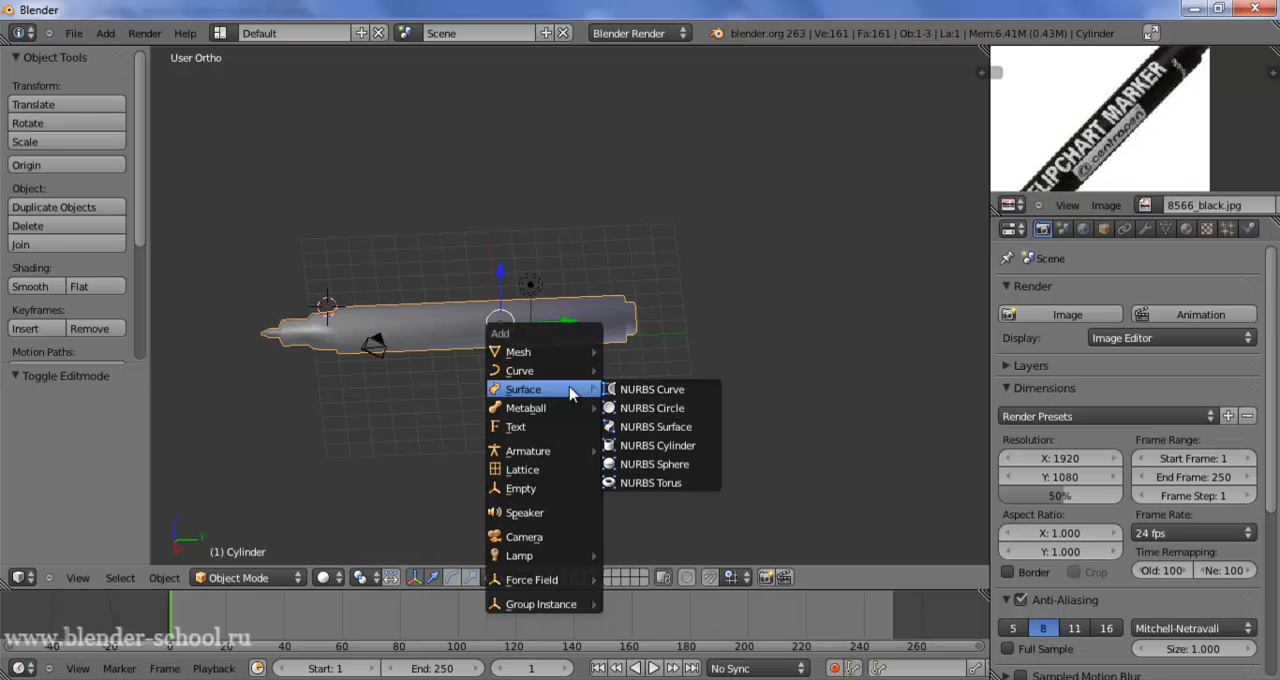 Blender
File Add Render Help Default Scene Blender Render blender.org 263 | Ve:161 | Fa:161 | Ob:1-3 | La:1 | Mem:6.41M (0.43M) | Cylinder
Object Tools
Transform:
Translate
Rotate
Scale
Origin
Object:
Duplicate Objects
Delete
Join
Shading:
Smooth Flat
Keyframes:
Insert Remove
Motion Paths:
Toggle Editmode
User Ortho
Add
Mesh
Curve
Surface
Metaball
Text
Armature
Lattice
Empty
Speaker
Camera
Lamp
Force Field
Group Instance
NURBS Curve
NURBS Circle
NURBS Surface
NURBS Cylinder
NURBS Sphere
NURBS Torus
(1) Cylinder
View Select Object Object Mode
FLIPCHART MARKER
centropen
View Image 8566_black.jpg
Scene
Render
Image Animation
Display: Image Editor
Layers
Dimensions
Render Presets
Resolution: Frame Range:
X: 1920 Start Frame: 1
Y: 1080 End Frame: 250
50% Frame Step: 1
Aspect Ratio: Frame Rate:
X: 1.000 24 fps
Y: 1.000 Time Remapping:
Border Crop Old: 100 Ne: 100
Anti-Aliasing
5 8 11 16 Mitchell-Netravali
Full Sample Size: 1.000
Sampled Motion Blur
www.blender-school.ru
-40 -20 0 20 40 60 80 100 120 140 160 180 200 220 240 260
View Marker Frame Playback Start: 1 End: 250 1 No Sync